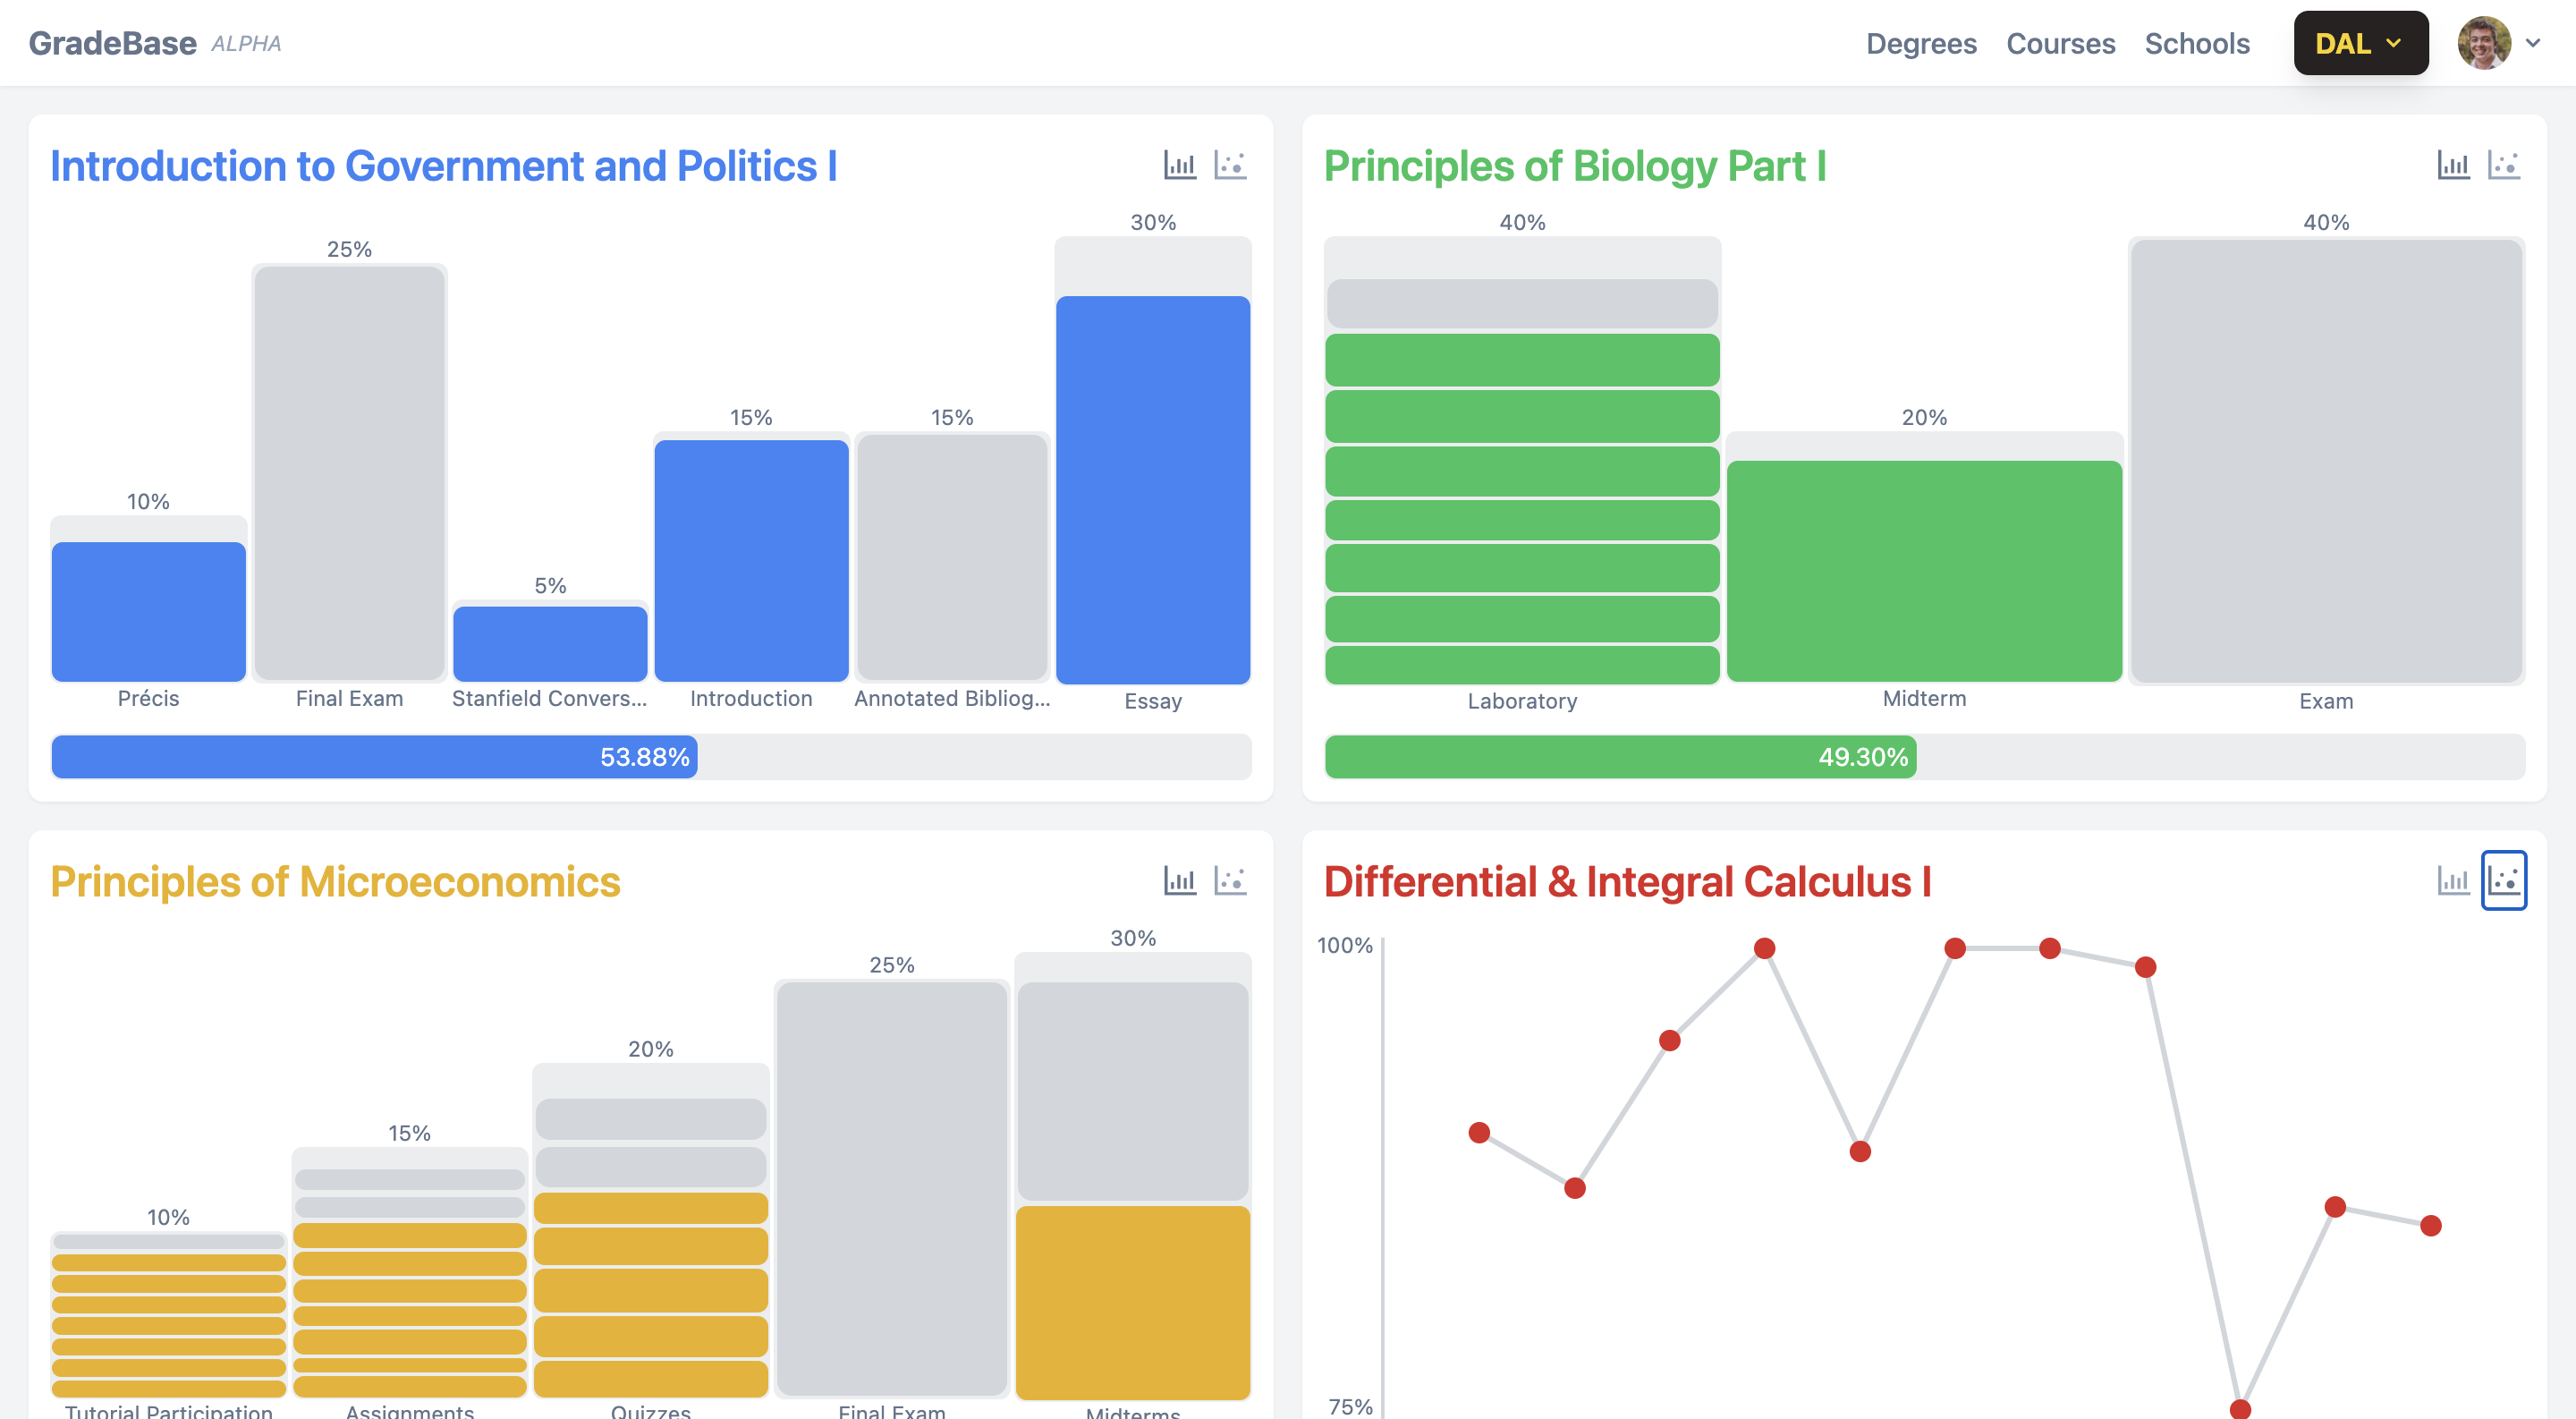 GradeBase ALPHA
Degrees Courses Schools DAL
Introduction to Government and Politics I
10%
25%
5%
15%
15%
30%
Précis
Final Exam
Stanfield Convers...
Introduction
Annotated Bibliog...
Essay
53.88%
Principles of Biology Part I
40%
20%
40%
Laboratory
Midterm
Exam
49.30%
Principles of Microeconomics
10%
15%
20%
25%
30%
Tutorial Participation
Assignments
Quizzes
Final Exam
Midterms
Differential & Integral Calculus I
100%
75%